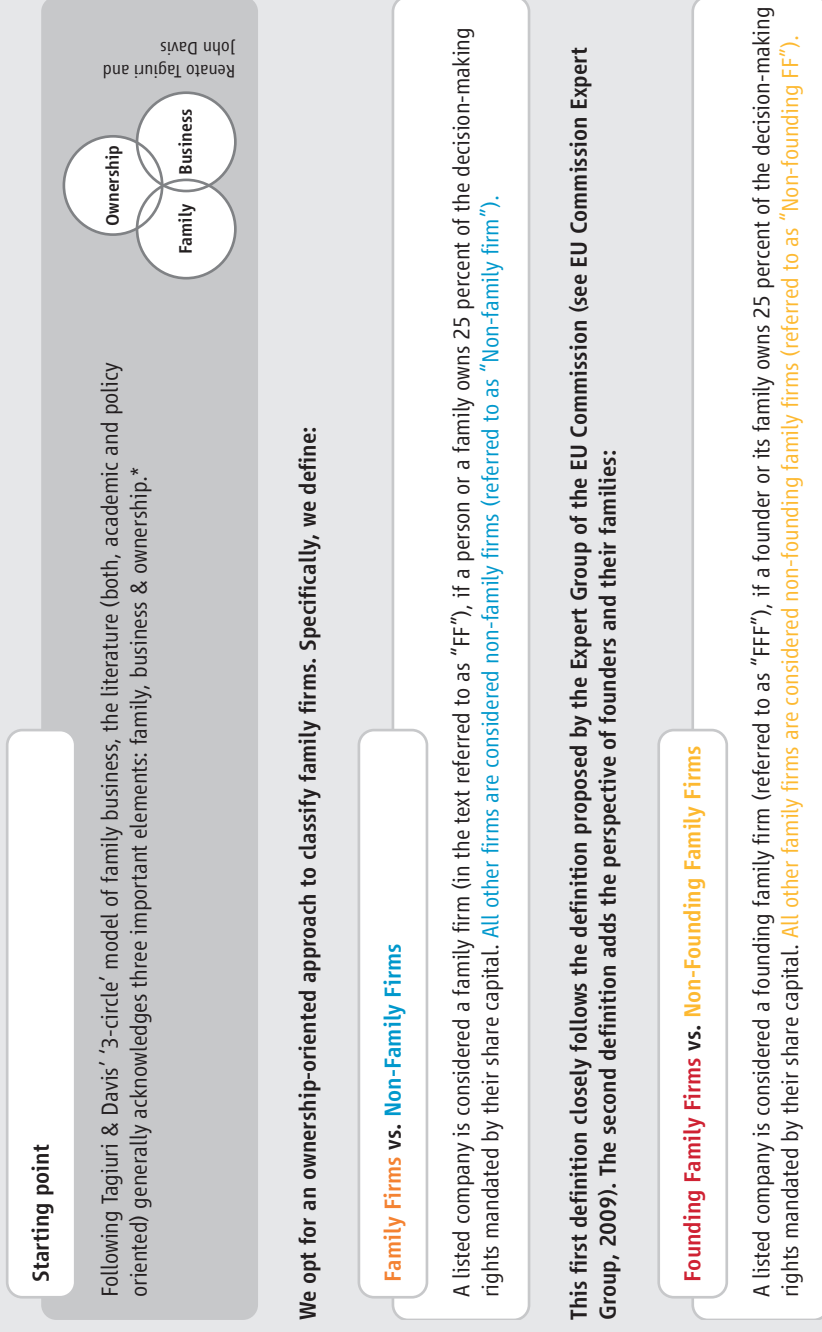 Starting point
Following Tagiuri & Davis’ ‘3-circle’ model of family business, the literature (both, academic and policy
oriented) generally acknowledges three important elements: family, business & ownership.*
Ownership
Family
Business
Renato Tagiuri and
John Davis
We opt for an ownership-oriented approach to classify family firms. Specifically, we define:
Family Firms vs. Non-Family Firms
A listed company is considered a family firm (in the text referred to as “FF”), if a person or a family owns 25 percent of the decision-making
rights mandated by their share capital. All other firms are considered non-family firms (referred to as “Non-family firm”).
This first definition closely follows the definition proposed by the Expert Group of the EU Commission (see EU Commission Expert
Group, 2009). The second definition adds the perspective of founders and their families:
Founding Family Firms vs. Non-Founding Family Firms
A listed company is considered a founding family firm (referred to as “FFF”), if a founder or its family owns 25 percent of the decision-making
rights mandated by their share capital. All other family firms are considered non-founding family firms (referred to as “Non-founding FF”).